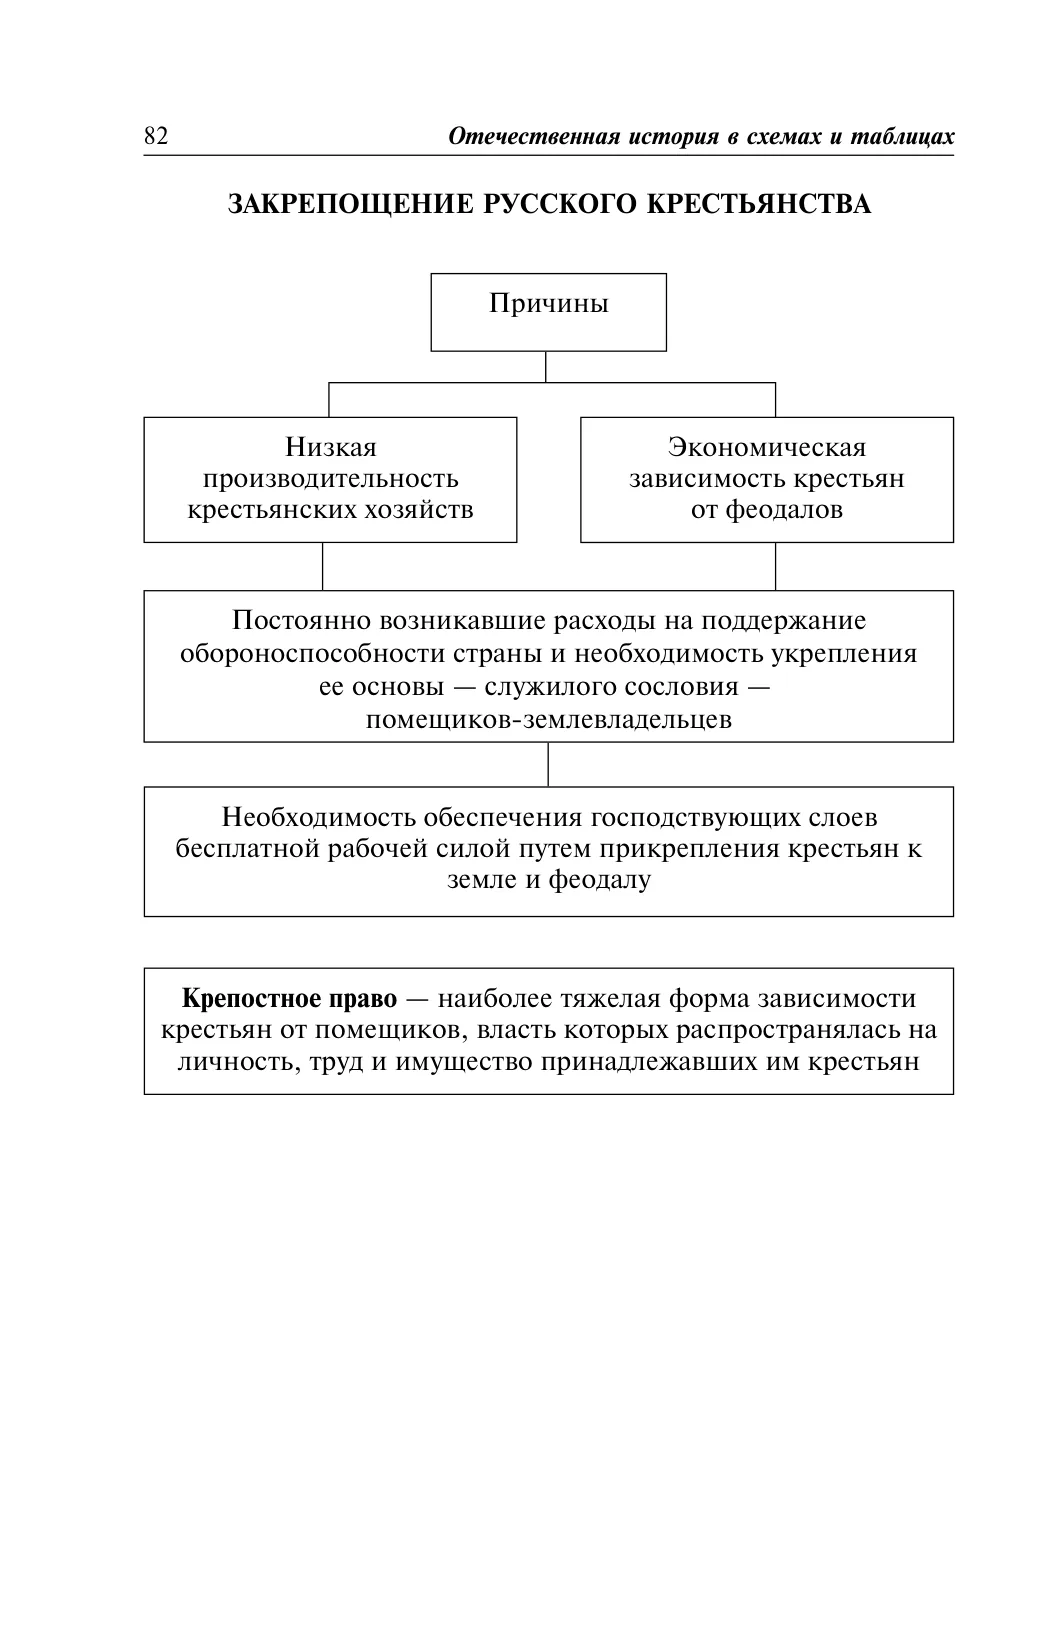 82 Отечественная история в схемах и таблицах
ЗАКРЕПОЩЕНИЕ РУССКОГО КРЕСТЬЯНСТВА
Причины
Низкая
производительность
крестьянских хозяйств
Экономическая
зависимость крестьян
от феодалов
Постоянно возникавшие расходы на поддержание
обороноспособности страны и необходимость укрепления
ее основы — служилого сословия —
помещиков-землевладельцев
Необходимость обеспечения господствующих слоев
бесплатной рабочей силой путем прикрепления крестьян к
земле и феодалу
Крепостное право — наиболее тяжелая форма зависимости
крестьян от помещиков, власть которых распространялась на
личность, труд и имущество принадлежавших им крестьян